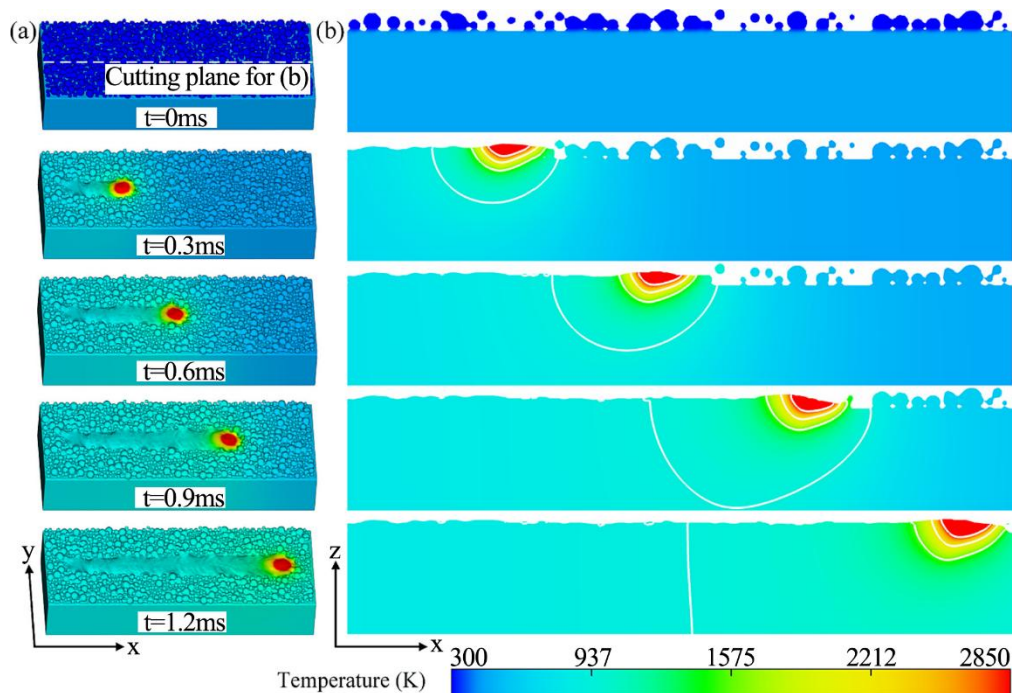 (a)
(b)
Cutting plane for (b)
t=0ms
t=0.3ms
t=0.6ms
t=0.9ms
y
z
t=1.2ms
x
x
300 937 1575 2212 2850
Temperature (K)